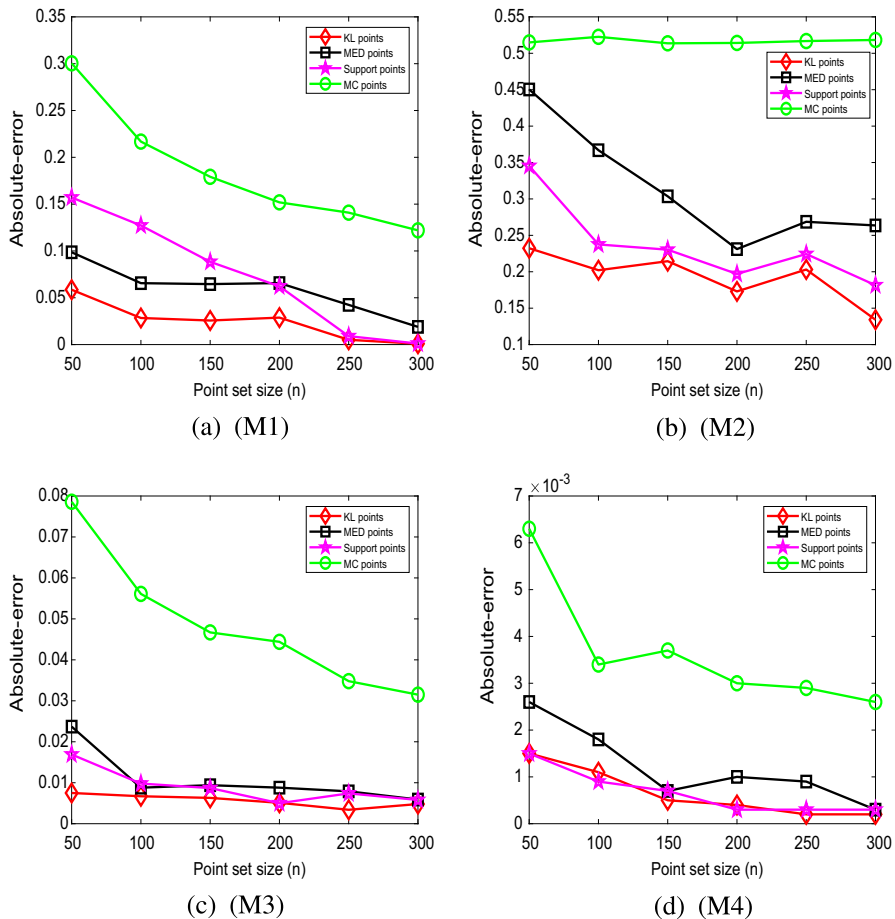 0.35
0.3
0.25
0.2
0.15
0.1
0.05
0
Absolute-error
KL points
MED points
Support points
MC points
50 100 150 200 250 300
Point set size (n)
(a) (M1)
0.55
0.5
0.45
0.4
0.35
0.3
0.25
0.2
0.15
0.1
Absolute-error
KL points
MED points
Support points
MC points
50 100 150 200 250 300
Point set size (n)
(b) (M2)
0.08
0.07
0.06
0.05
0.04
0.03
0.02
0.01
0
Absolute-error
KL points
MED points
Support points
MC points
50 100 150 200 250 300
Point set size (n)
(c) (M3)
×10-3
7
6
5
4
3
2
1
0
Absolute-error
KL points
MED points
Support points
MC points
50 100 150 200 250 300
Point set size (n)
(d) (M4)